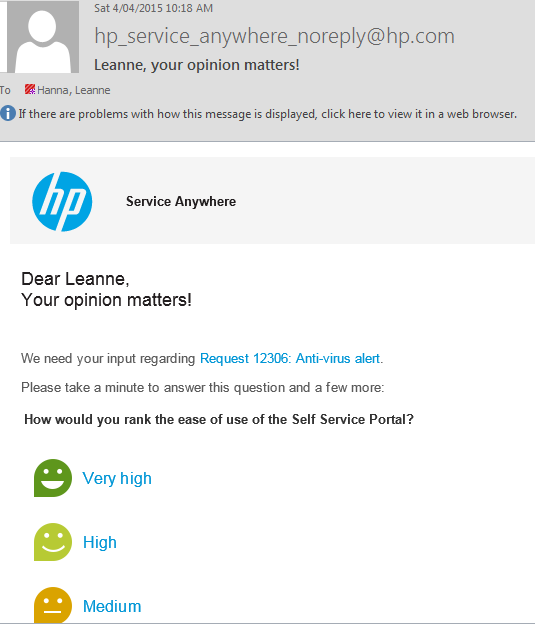 Sat 4/04/2015 10:18 AM
hp_service_anywhere_noreply@hp.com
Leanne, your opinion matters!
To Hanna, Leanne
If there are problems with how this message is displayed, click here to view it in a web browser.
hp
Service Anywhere
Dear Leanne,
Your opinion matters!
We need your input regarding Request 12306: Anti-virus alert.
Please take a minute to answer this question and a few more:
How would you rank the ease of use of the Self Service Portal?
Very high
High
Medium